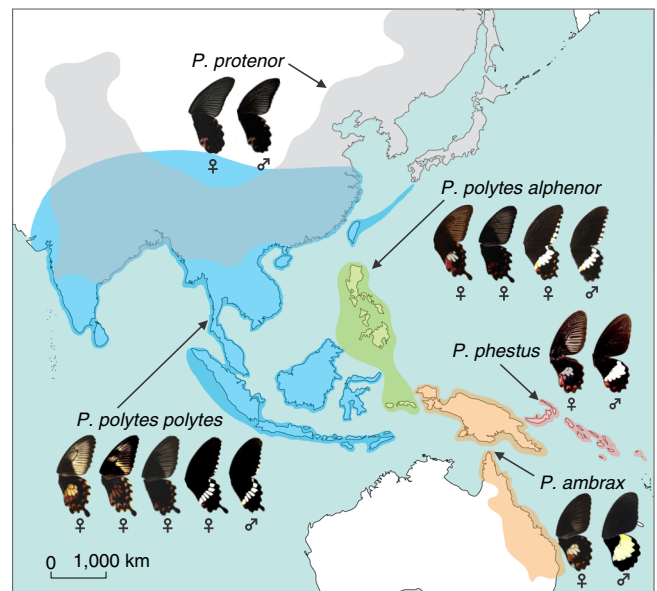 P. protenor
♀ ♂
P. polytes alphenor
♀ ♀ ♀ ♂
P. phestus
♀ ♂
P. polytes polytes
♀ ♀ ♀ ♀ ♂
P. ambrax
♀ ♂
0 1,000 km